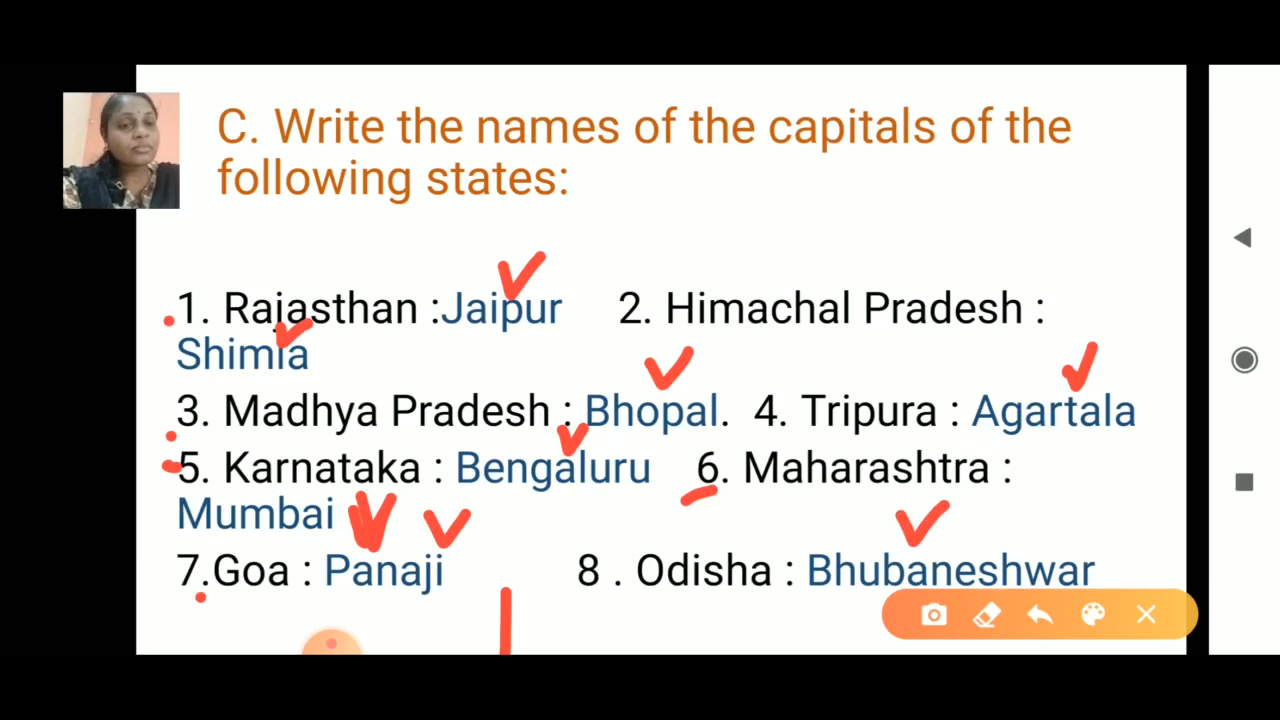 C. Write the names of the capitals of the
following states:
1. Rajasthan :Jaipur 2. Himachal Pradesh :
Shimla
3. Madhya Pradesh : Bhopal. 4. Tripura : Agartala
5. Karnataka : Bengaluru 6. Maharashtra :
Mumbai
7.Goa : Panaji 8 . Odisha : Bhubaneshwar